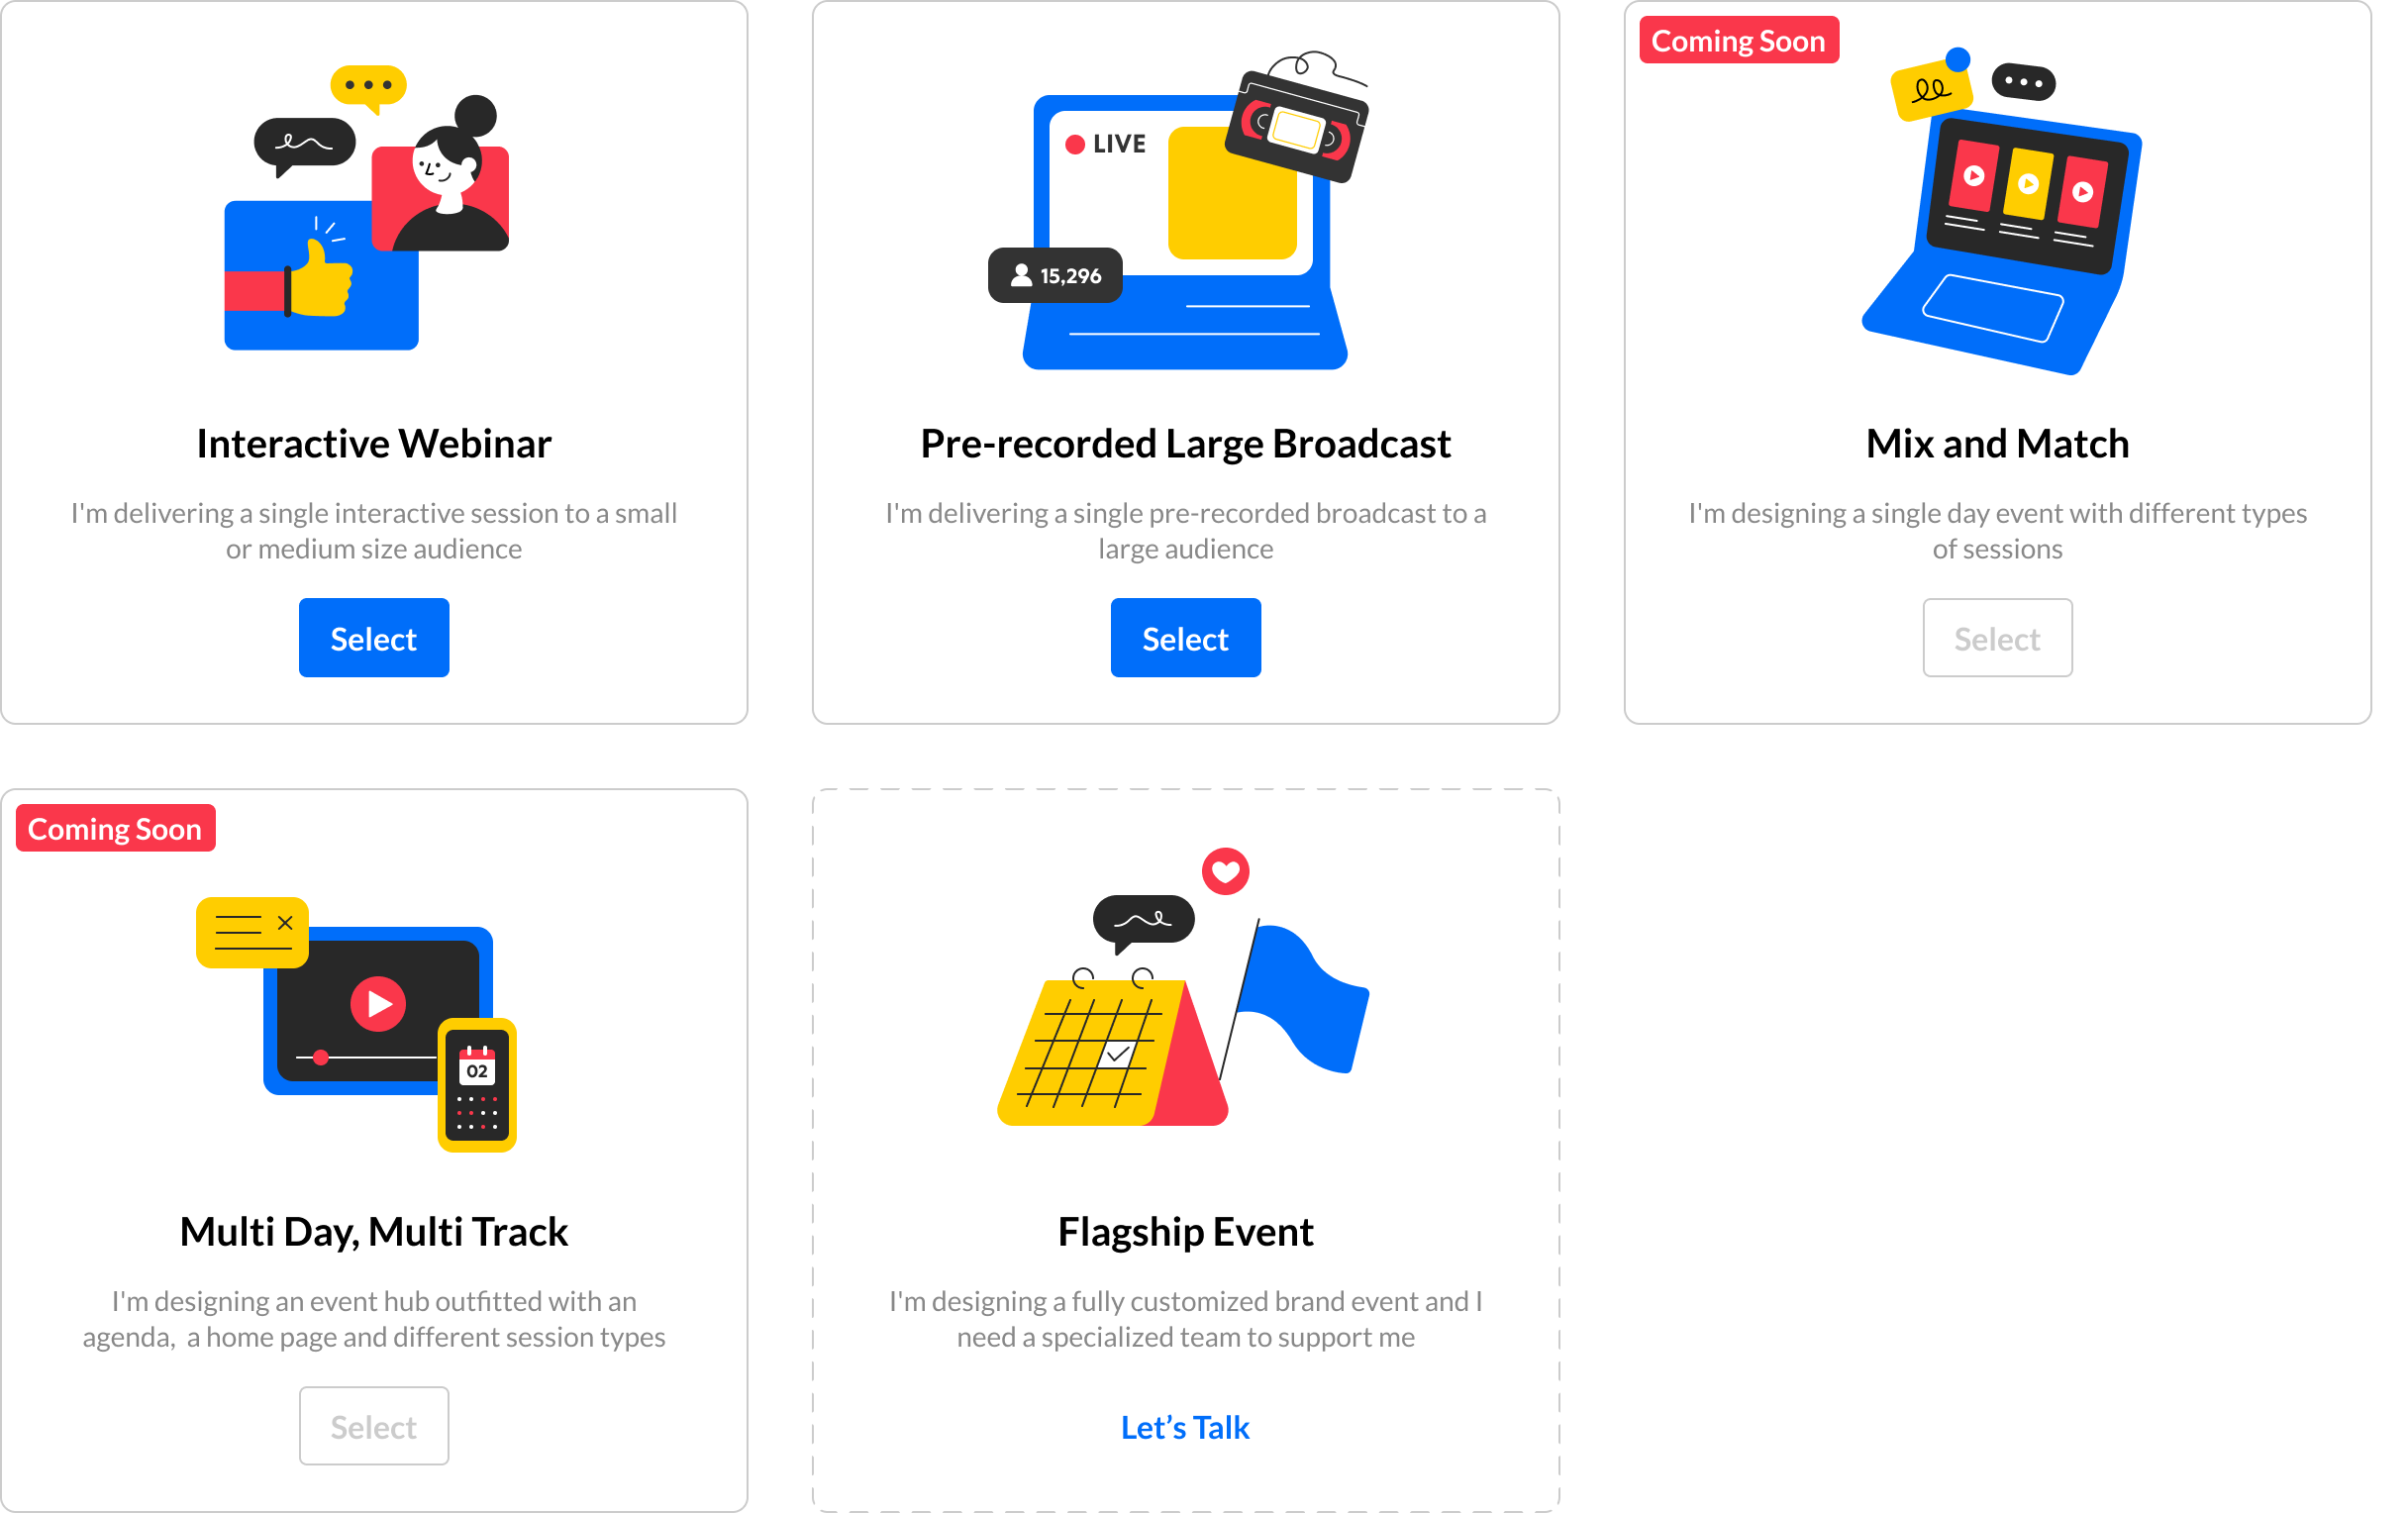 Interactive Webinar
I'm delivering a single interactive session to a small
or medium size audience
Select
LIVE
15,296
Pre-recorded Large Broadcast
I'm delivering a single pre-recorded broadcast to a
large audience
Select
Coming Soon
Mix and Match
I'm designing a single day event with different types
of sessions
Select
Coming Soon
02
Multi Day, Multi Track
I'm designing an event hub outfitted with an
agenda,  a home page and different session types
Select
Flagship Event
I'm designing a fully customized brand event and I
need a specialized team to support me
Let’s Talk